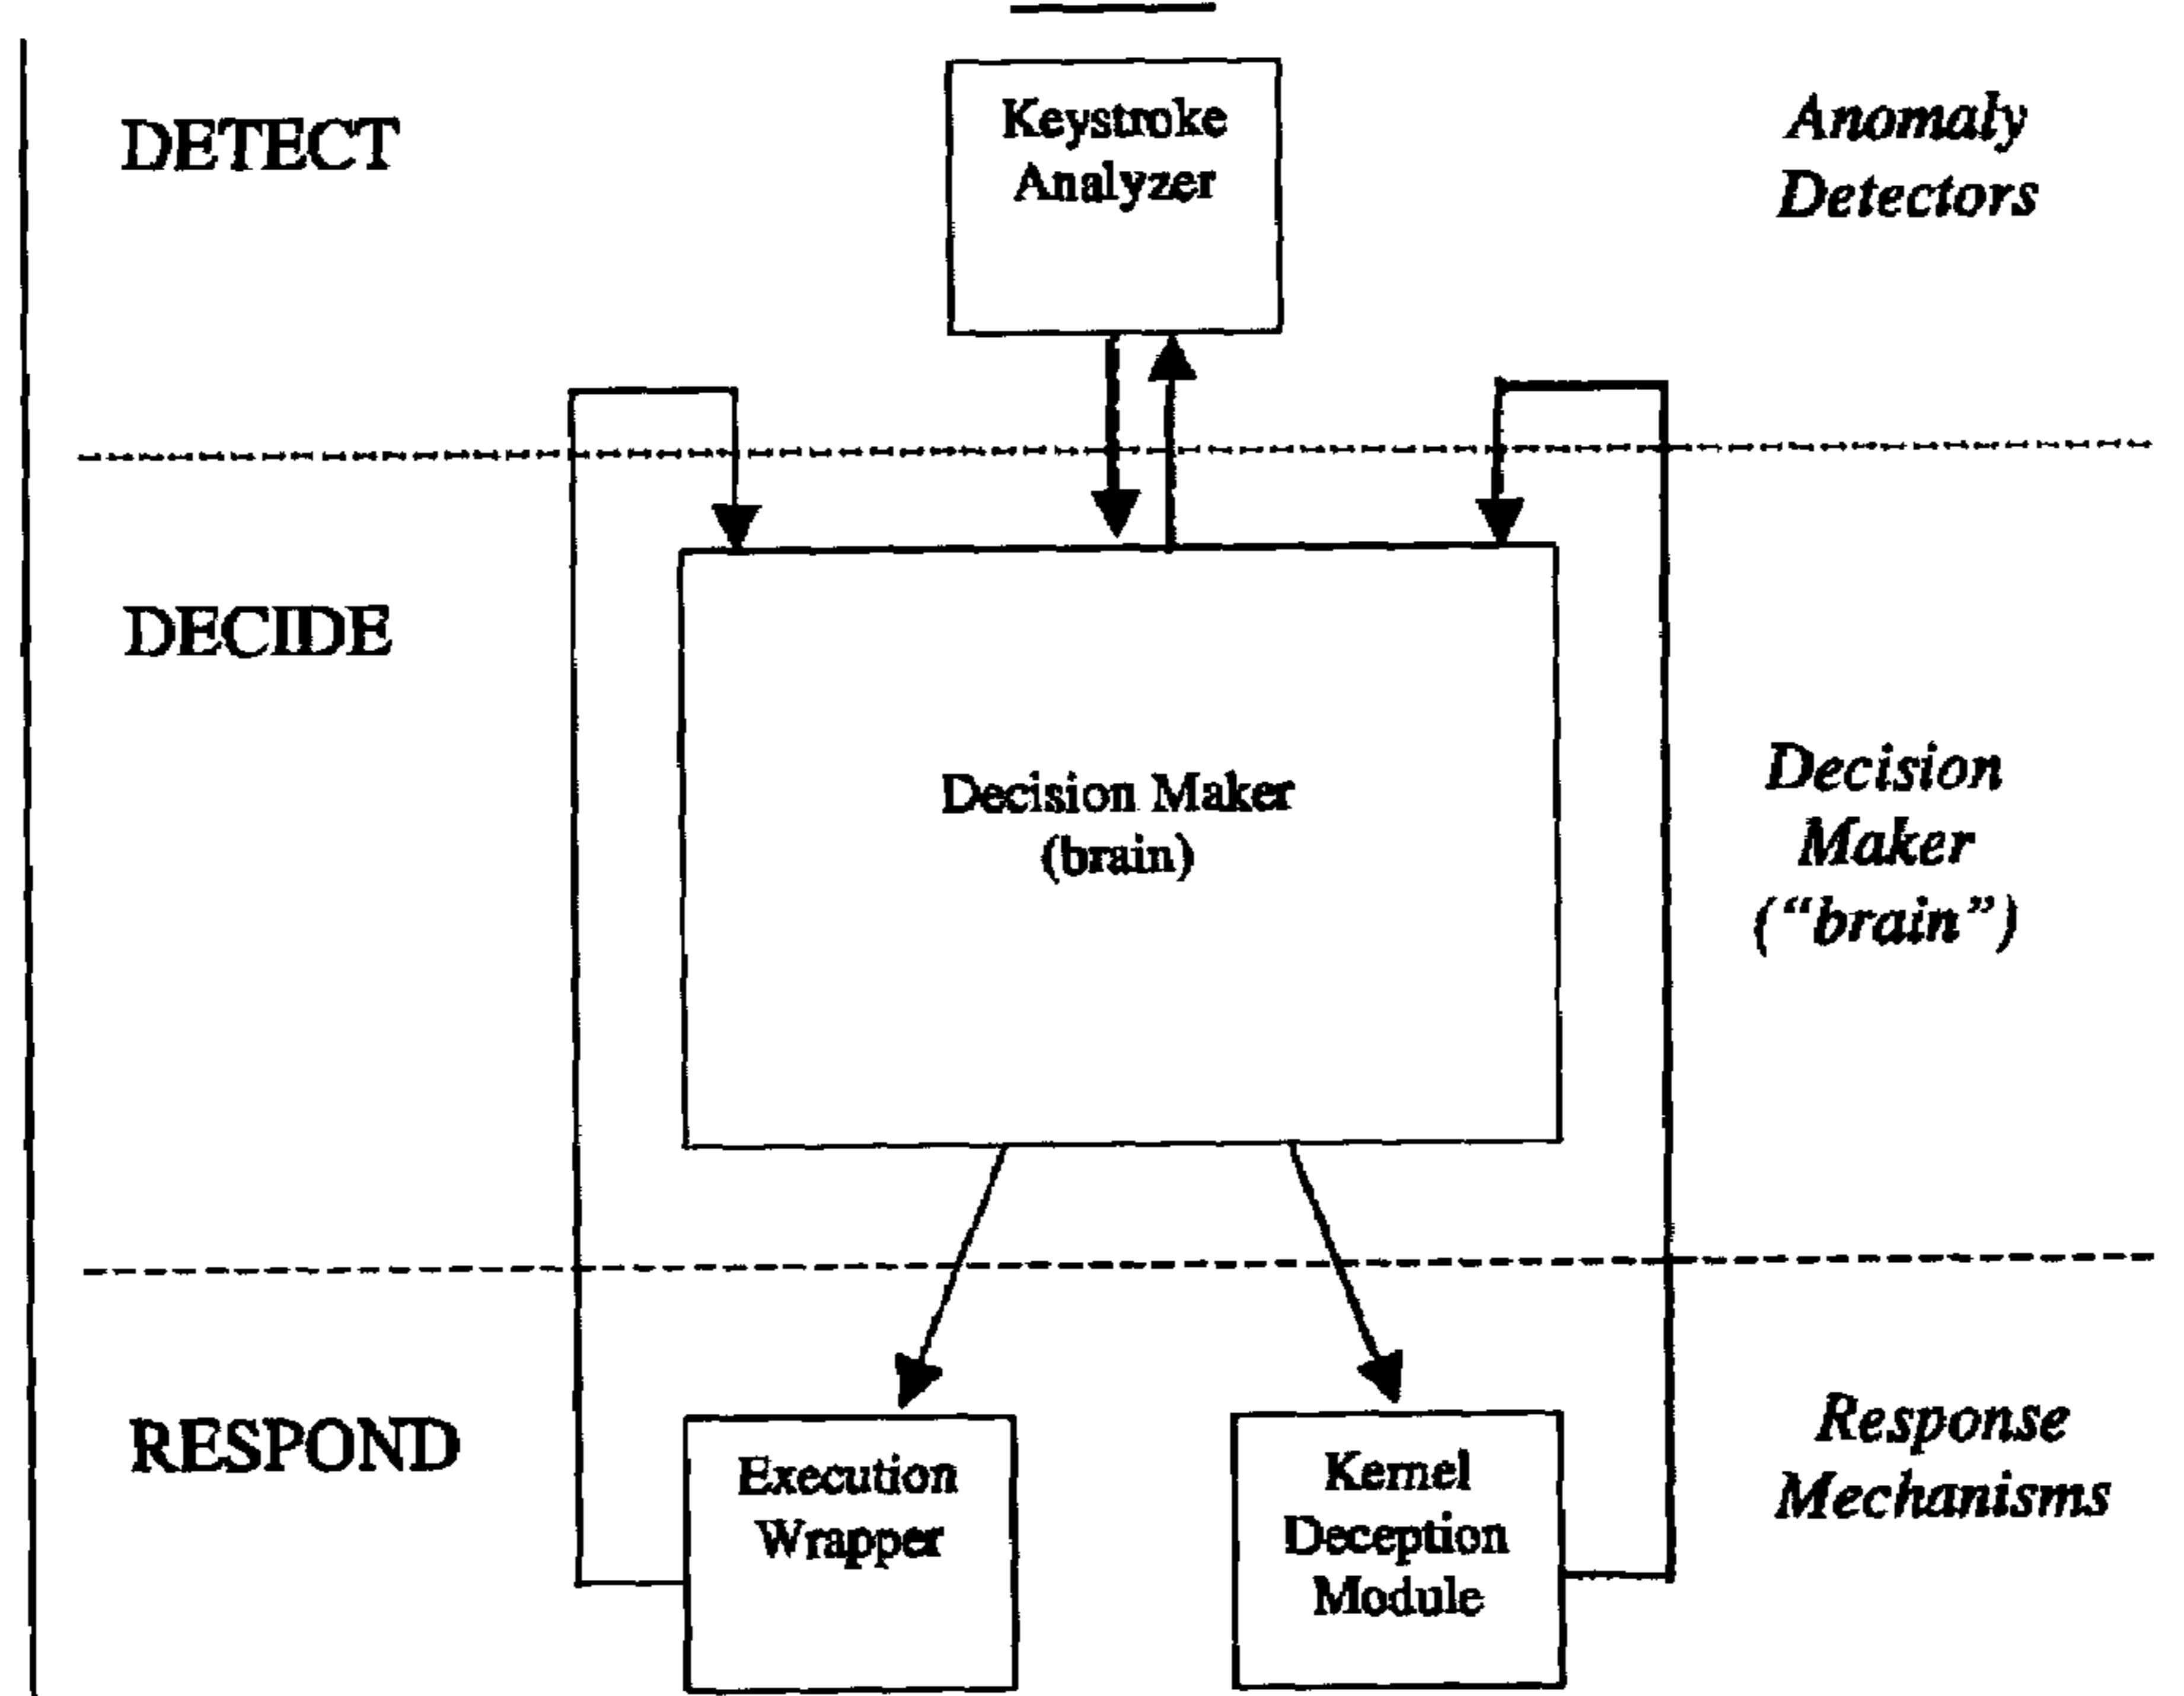 DETECT
Keystroke
Analyzer
Anomaly
Detectors
DECIDE
Decision Maker
(brain)
Decision
Maker
(“brain”)
RESPOND
Execution
Wrapper
Kernel
Deception
Module
Response
Mechanisms